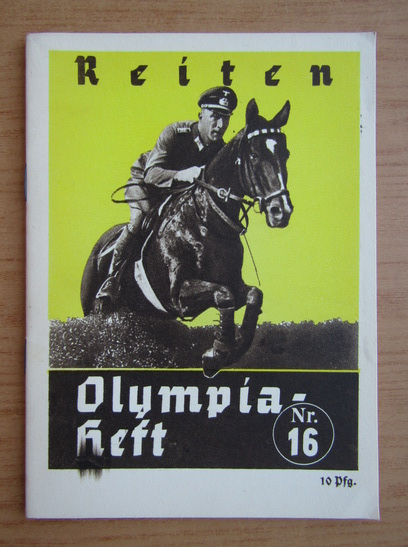 Reiten
Olympia-
Heft
Nr.
16
10 Pfg.